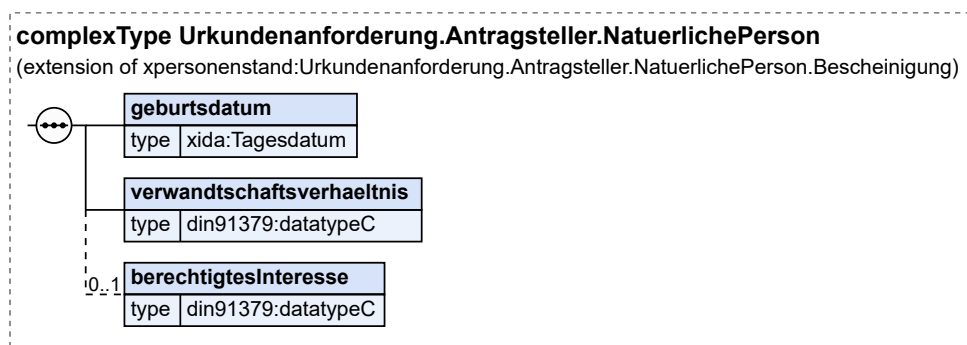 complexType Urkundenanforderung.Antragsteller.NatuerlichePerson
(extension of xpersonenstand:Urkundenanforderung.Antragsteller.NatuerlichePerson.Bescheinigung)
geburtsdatum
type xida:Tagesdatum
verwandtschaftsverhaeltnis
type din91379:datatypeC
0..1 berechtigtesInteresse
type din91379:datatypeC